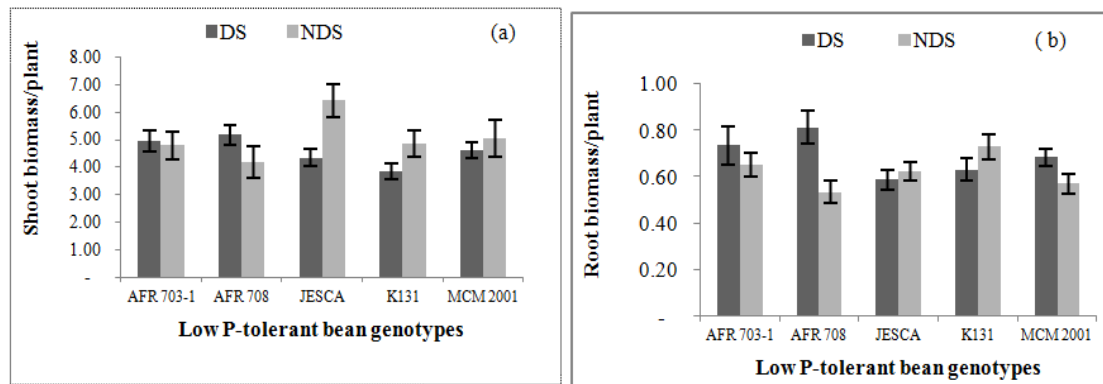 DS NDS (a)
Shoot biomass/plant
8.00
7.00
6.00
5.00
4.00
3.00
2.00
1.00
-
AFR 703-1 AFR 708 JESCA K131 MCM 2001
Low P-tolerant bean genotypes
DS NDS ( b)
Root biomass/plant
1.00
0.80
0.60
0.40
0.20
-
AFR 703-1 AFR 708 JESCA K131 MCM 2001
Low P-tolerant bean genotypes